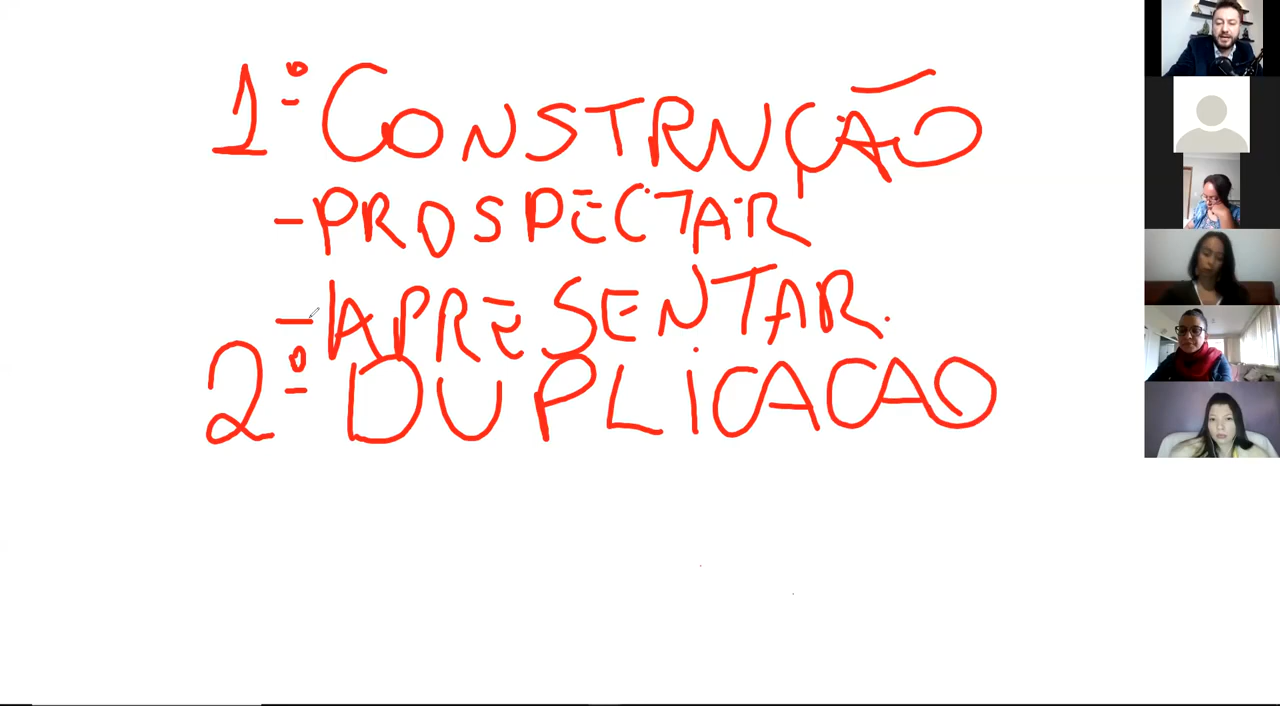 1º CONSTRUÇÃO
- PROSPECTAR
- APRESENTAR.
2º DUPLICACAO